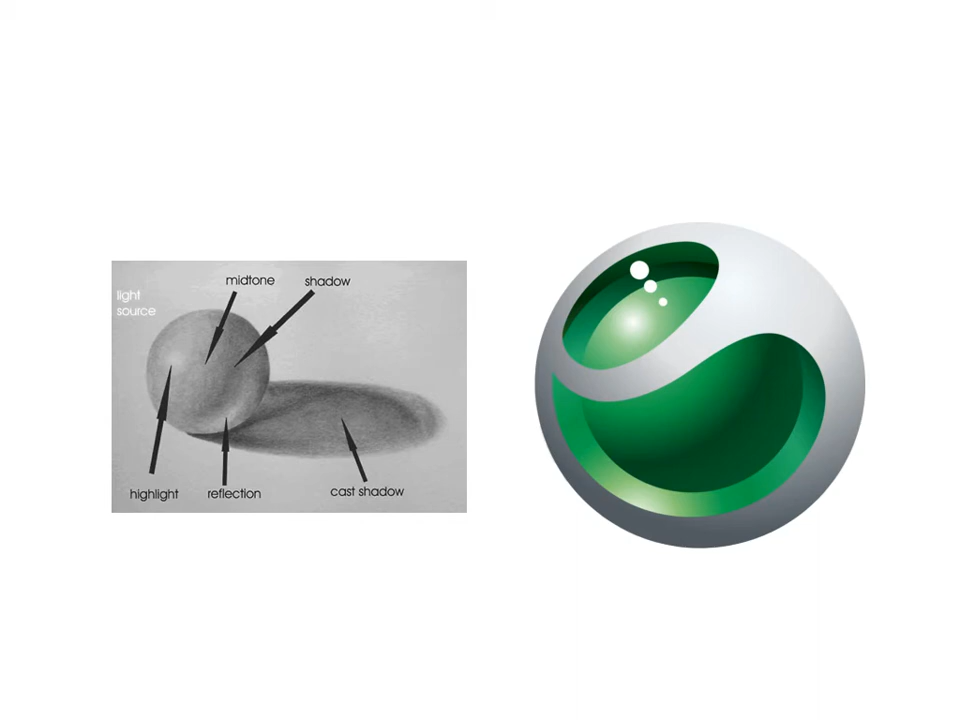 midtone
shadow
light
source
highlight
reflection
cast shadow